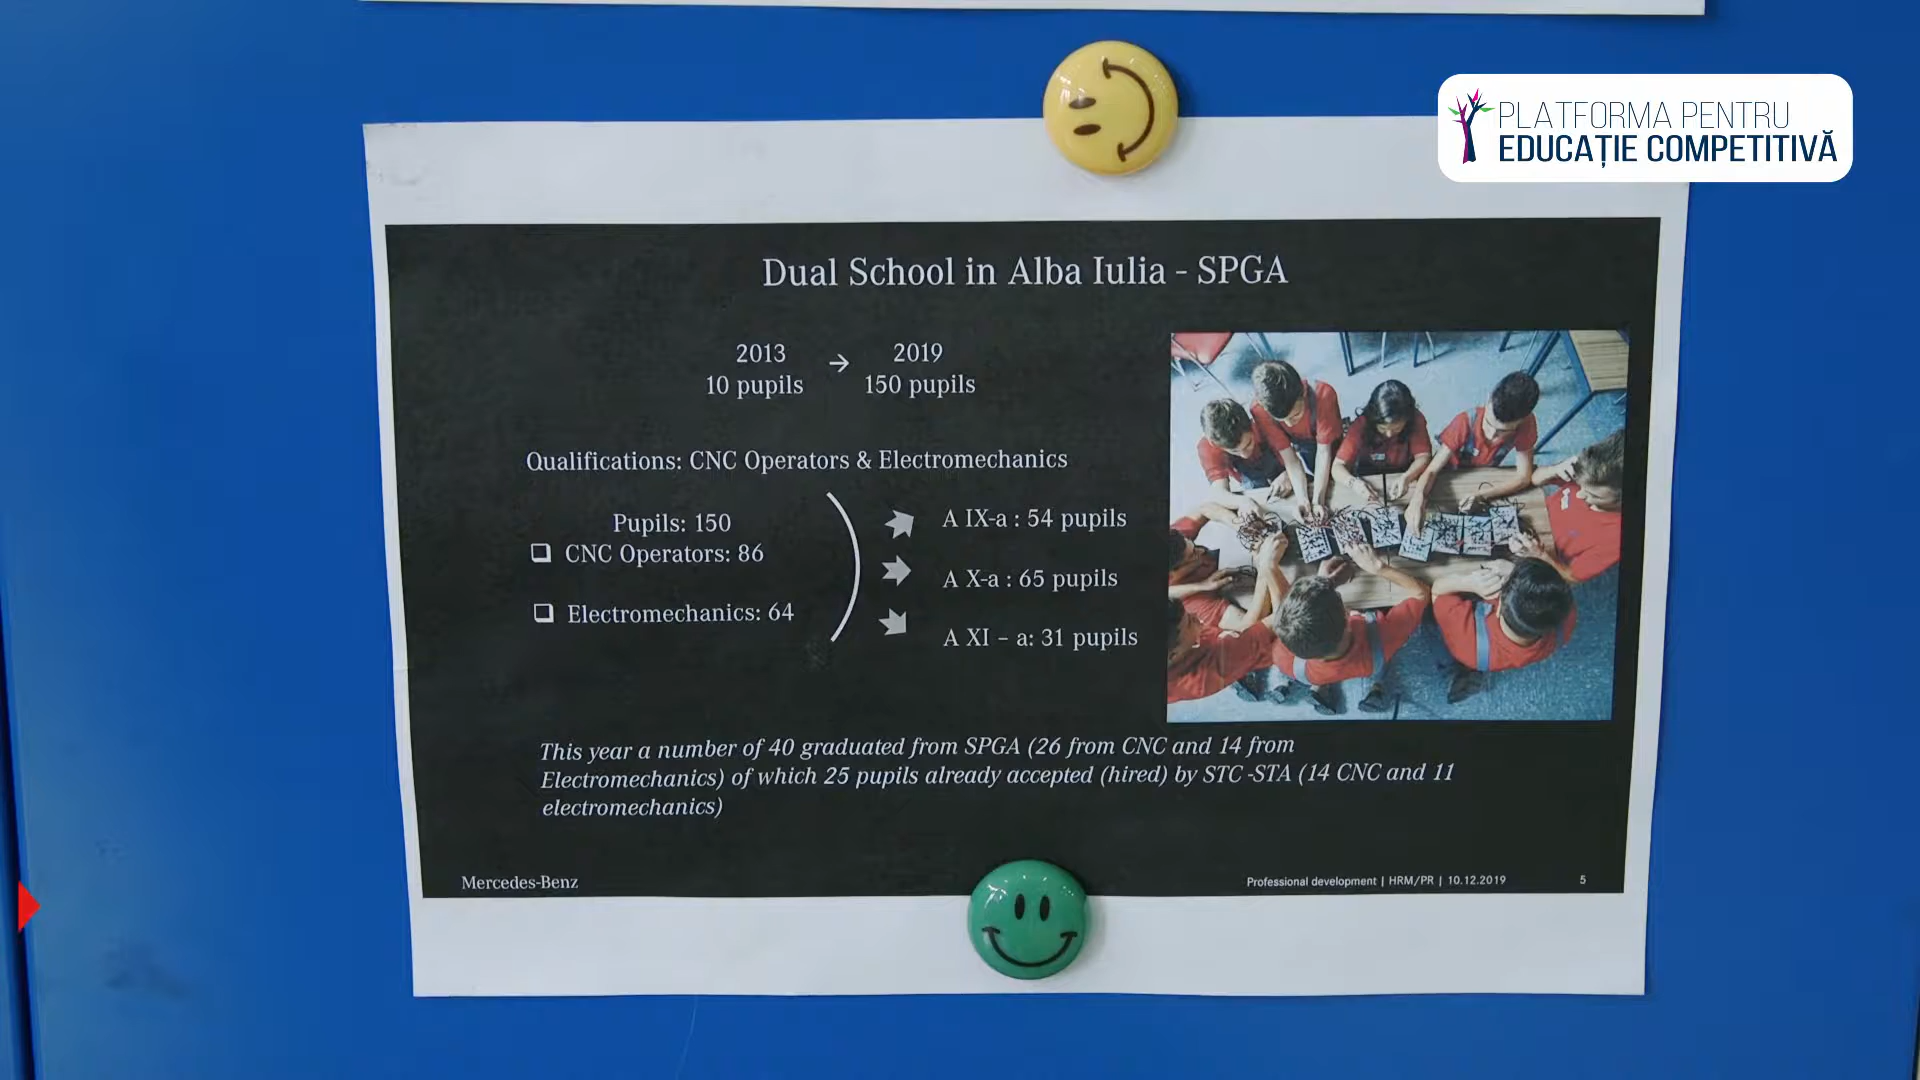 PLATFORMA PENTRU
EDUCAȚIE COMPETITIVĂ
Dual School in Alba Iulia - SPGA
2013 → 2019
10 pupils 150 pupils
Qualifications: CNC Operators & Electromechanics
Pupils: 150
❑ CNC Operators: 86
❑ Electromechanics: 64
A IX-a : 54 pupils
A X-a : 65 pupils
A XI – a: 31 pupils
This year a number of 40 graduated from SPGA (26 from CNC and 14 from
Electromechanics) of which 25 pupils already accepted (hired) by STC -STA (14 CNC and 11
electromechanics)
Mercedes-Benz
Professional development | HRM/PR | 10.12.2019 5